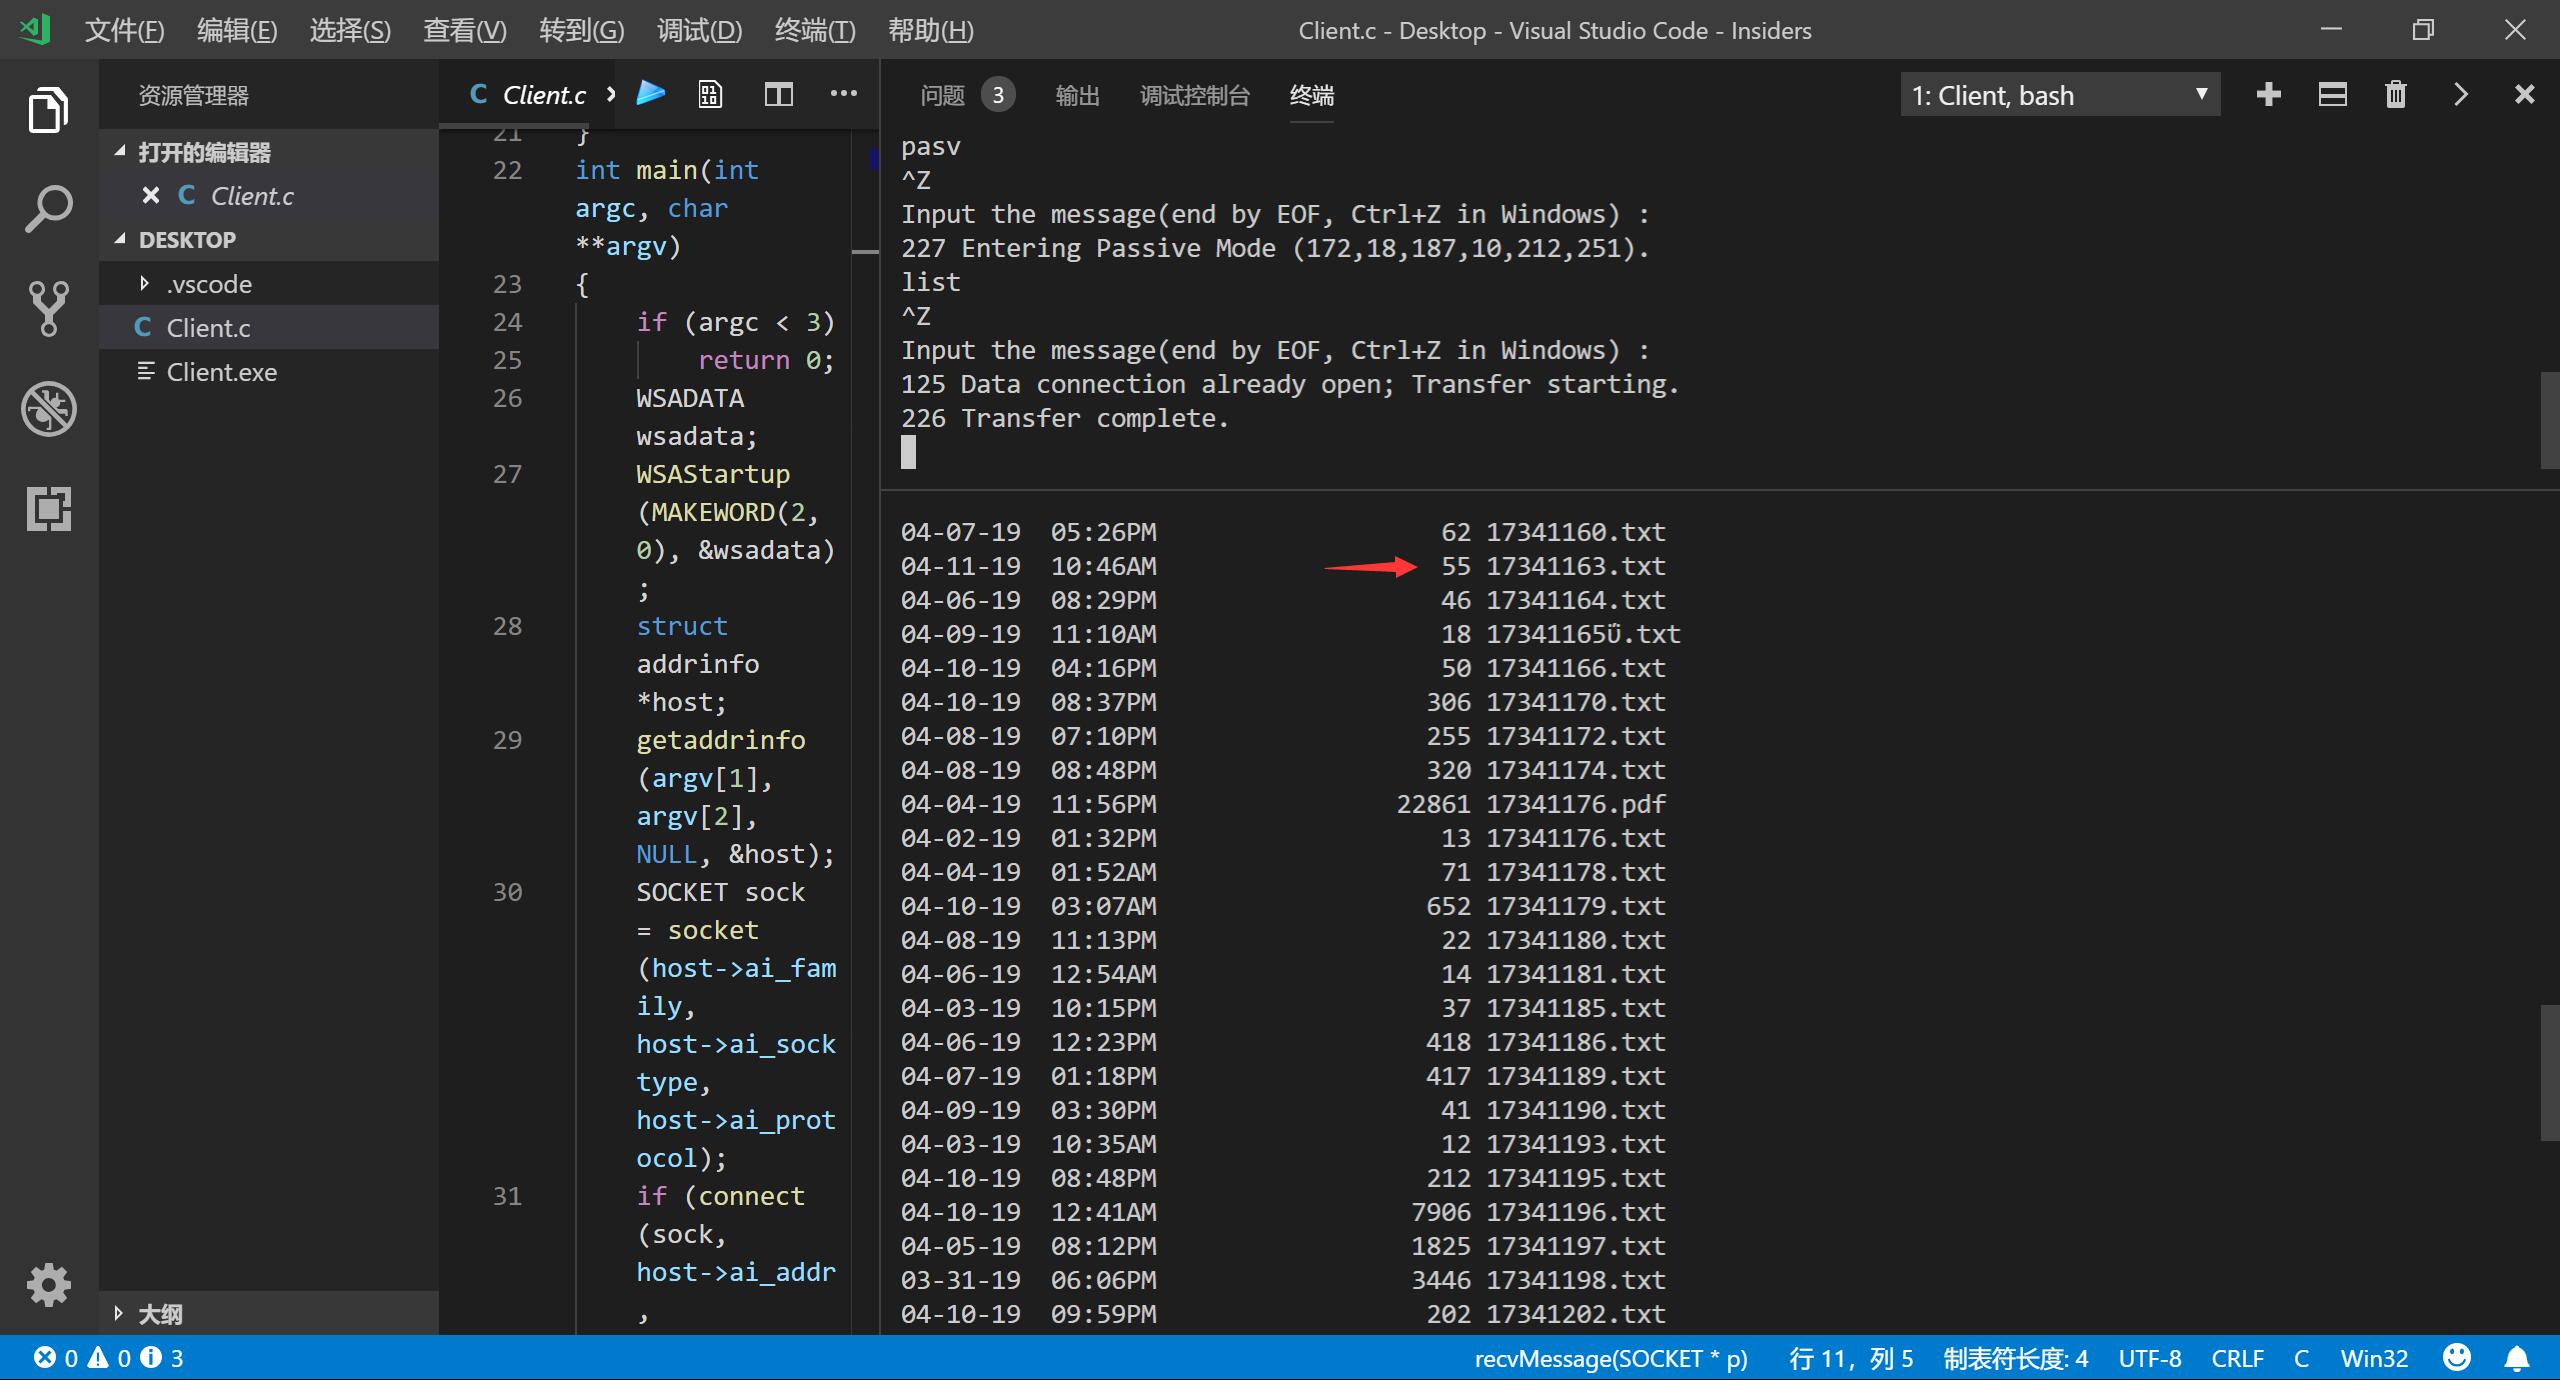 文件(F) 编辑(E) 选择(S) 查看(V) 转到(G) 调试(D) 终端(T) 帮助(H) Client.c - Desktop - Visual Studio Code - Insiders
资源管理器
打开的编辑器
C Client.c
DESKTOP
.vscode
C Client.c
Client.exe
大纲
C Client.c
21 }
22 int main(int
argc, char
**argv)
23 {
24 if (argc < 3)
25 return 0;
26 WSADATA
wsadata;
27 WSAStartup
(MAKEWORD(2,
0), &wsadata)
;
28 struct
addrinfo
*host;
29 getaddrinfo
(argv[1],
argv[2],
NULL, &host);
30 SOCKET sock
= socket
(host->ai_fam
ily,
host->ai_sock
type,
host->ai_prot
ocol);
31 if (connect
(sock,
host->ai_addr
,
问题 3 输出 调试控制台 终端 1: Client, bash
pasv
^Z
Input the message(end by EOF, Ctrl+Z in Windows) :
227 Entering Passive Mode (172,18,187,10,212,251).
list
^Z
Input the message(end by EOF, Ctrl+Z in Windows) :
125 Data connection already open; Transfer starting.
226 Transfer complete.
04-07-19 05:26PM 62 17341160.txt
04-11-19 10:46AM 55 17341163.txt
04-06-19 08:29PM 46 17341164.txt
04-09-19 11:10AM 18 17341165ǖ.txt
04-10-19 04:16PM 50 17341166.txt
04-10-19 08:37PM 306 17341170.txt
04-08-19 07:10PM 255 17341172.txt
04-08-19 08:48PM 320 17341174.txt
04-04-19 11:56PM 22861 17341176.pdf
04-02-19 01:32PM 13 17341176.txt
04-04-19 01:52AM 71 17341178.txt
04-10-19 03:07AM 652 17341179.txt
04-08-19 11:13PM 22 17341180.txt
04-06-19 12:54AM 14 17341181.txt
04-03-19 10:15PM 37 17341185.txt
04-06-19 12:23PM 418 17341186.txt
04-07-19 01:18PM 417 17341189.txt
04-09-19 03:30PM 41 17341190.txt
04-03-19 10:35AM 12 17341193.txt
04-10-19 08:48PM 212 17341195.txt
04-10-19 12:41AM 7906 17341196.txt
04-05-19 08:12PM 1825 17341197.txt
03-31-19 06:06PM 3446 17341198.txt
04-10-19 09:59PM 202 17341202.txt
0 0 3 recvMessage(SOCKET * p) 行 11，列 5 制表符长度: 4 UTF-8 CRLF C Win32